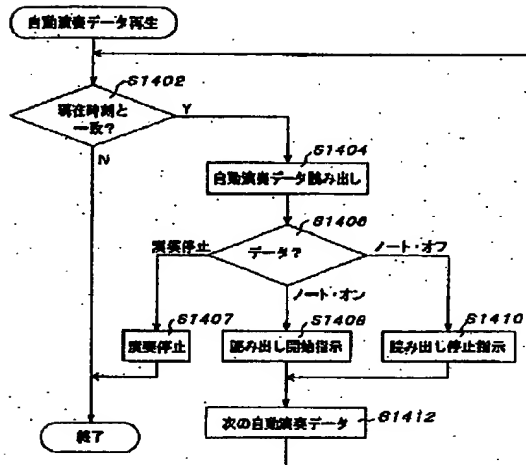 自動演奏データ再生
S1402
現在時刻と
一致?
Y
N
S1404
自動演奏データ読み出し
S1406
データ?
演奏停止
ノート・オフ
ノート・オン
S1407
演奏停止
S1408
読み出し開始指示
S1410
読み出し停止指示
S1412
次の自動演奏データ
終了